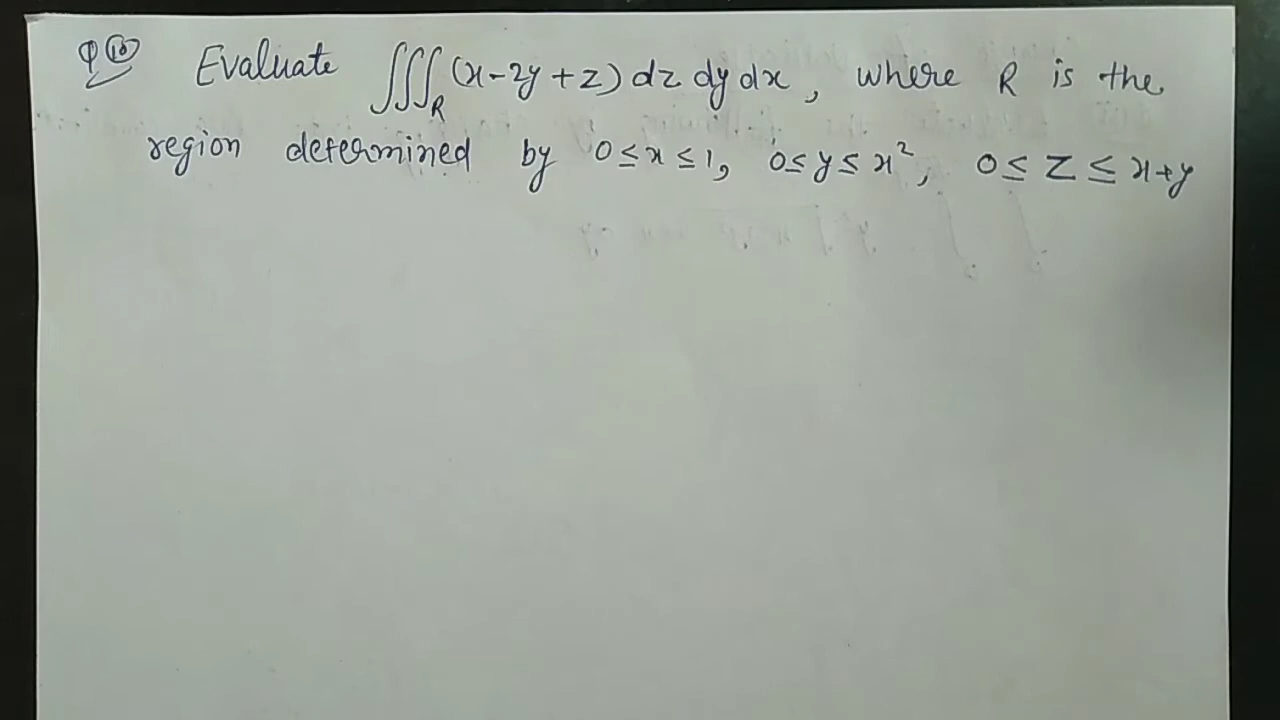 Q⑩ Evaluate ∭_R (x-2y+z) dz dy dx, where R is the
region determined by 0≤x≤1, 0≤y≤x², 0≤z≤x+y